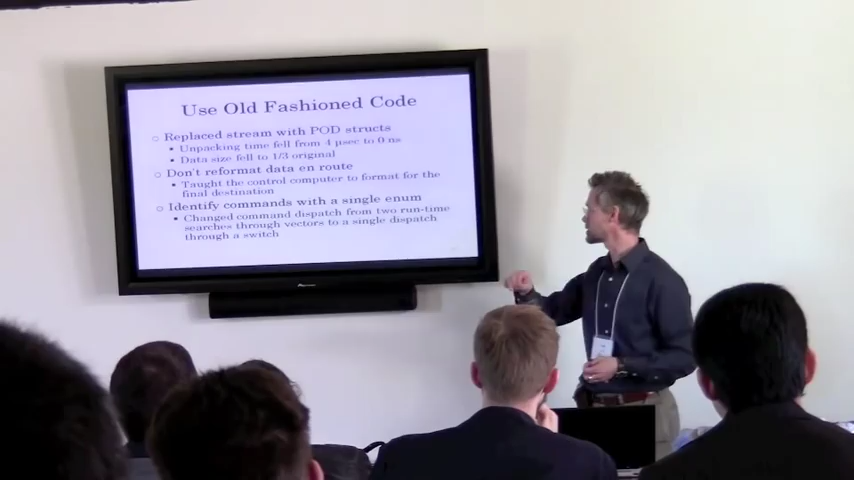 Use Old Fashioned Code
Replaced stream with POD structs
Unpacking time fell from 4 μsec to 0 ns
Data size fell to 1/3 original
Don't reformat data en route
Taught the control computer to format for the
final destination
Identify commands with a single enum
Changed command dispatch from two run-time
searches through vectors to a single dispatch
through a switch